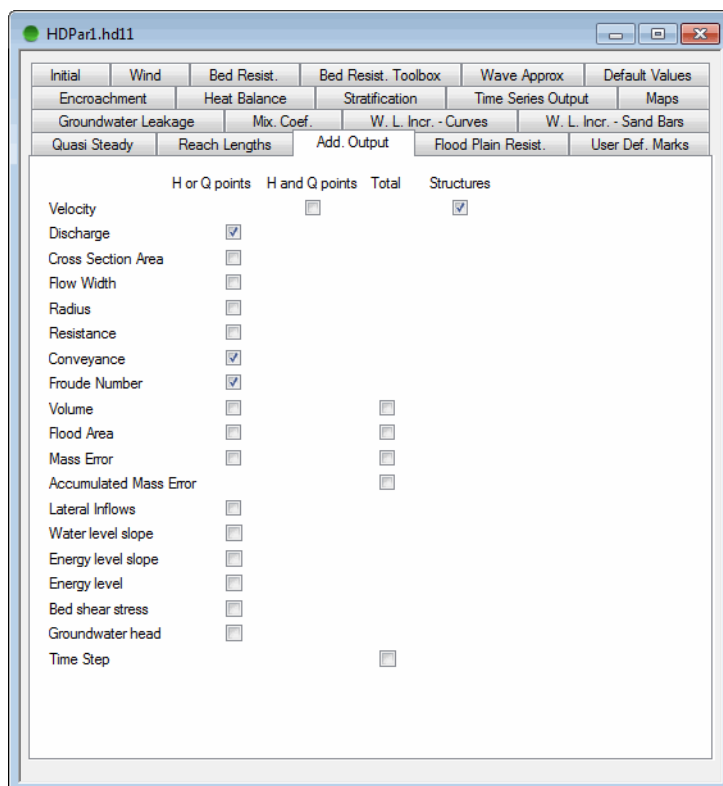 HDPar1.hd11
Initial Wind Bed Resist. Bed Resist. Toolbox Wave Approx Default Values
Encroachment Heat Balance Stratification Time Series Output Maps
Groundwater Leakage Mix. Coef. W. L. Incr. - Curves W. L. Incr. - Sand Bars
Quasi Steady Reach Lengths Add. Output Flood Plain Resist. User Def. Marks
H or Q points H and Q points Total Structures
Velocity
Discharge
Cross Section Area
Flow Width
Radius
Resistance
Conveyance
Froude Number
Volume
Flood Area
Mass Error
Accumulated Mass Error
Lateral Inflows
Water level slope
Energy level slope
Energy level
Bed shear stress
Groundwater head
Time Step